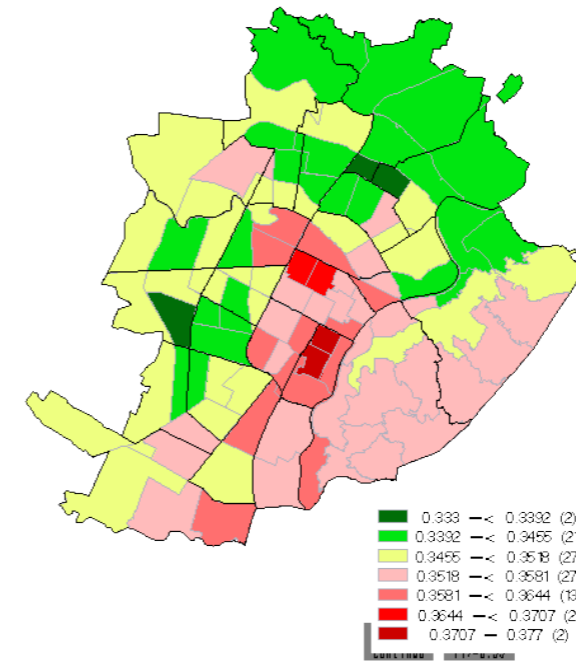 0.333 –< 0.3392 (2)
0.3392 –< 0.3455 (2
0.3455 –< 0.3518 (27
0.3518 –< 0.3581 (27
0.3581 –< 0.3644 (13
0.3644 –< 0.3707 (2
0.3707 – 0.377 (2)